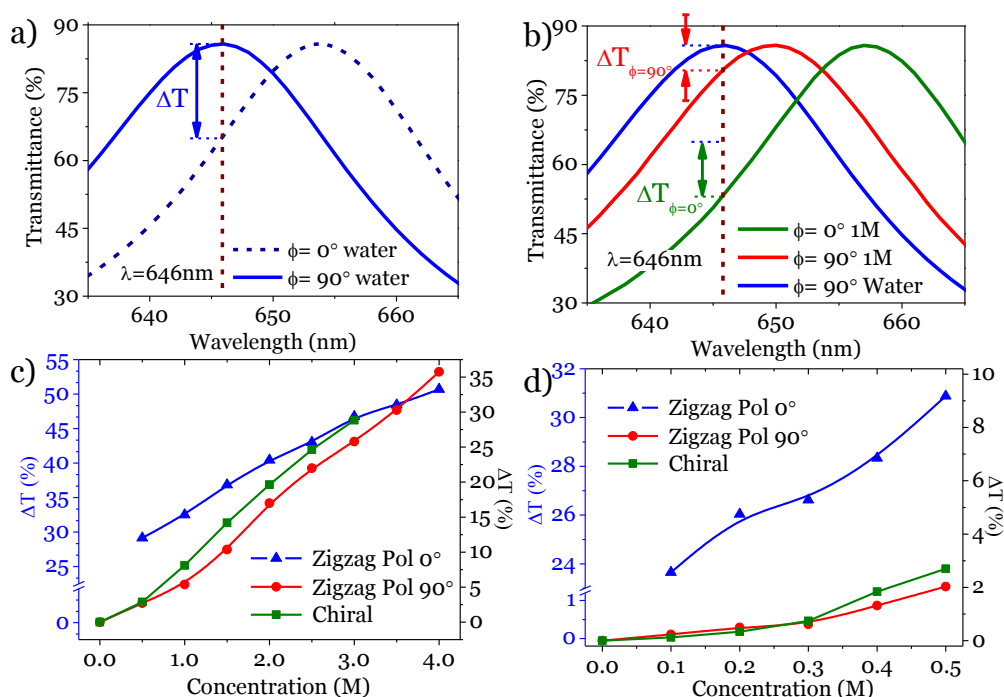 a)
Transmittance (%)
90
75
60
45
30
ΔT
λ=646nm
ϕ= 0° water
ϕ= 90° water
640
650
660
Wavelength (nm)
b)
Transmittance (%)
90
75
60
45
30
ΔTϕ=90°
ΔTϕ=0°
λ=646nm
ϕ= 0° 1M
ϕ= 90° 1M
ϕ= 90° Water
640
650
660
Wavelength (nm)
c)
ΔT (%)
55
50
45
40
35
30
25
0
Zigzag Pol 0°
Zigzag Pol 90°
Chiral
35
30
25
20
15
10
5
0
ΔT (%)
0.0
1.0
2.0
3.0
4.0
Concentration (M)
d)
ΔT (%)
32
30
28
26
24
1
0
Zigzag Pol 0°
Zigzag Pol 90°
Chiral
10
8
6
4
2
0
ΔT (%)
0.0
0.1
0.2
0.3
0.4
0.5
Concentration (M)